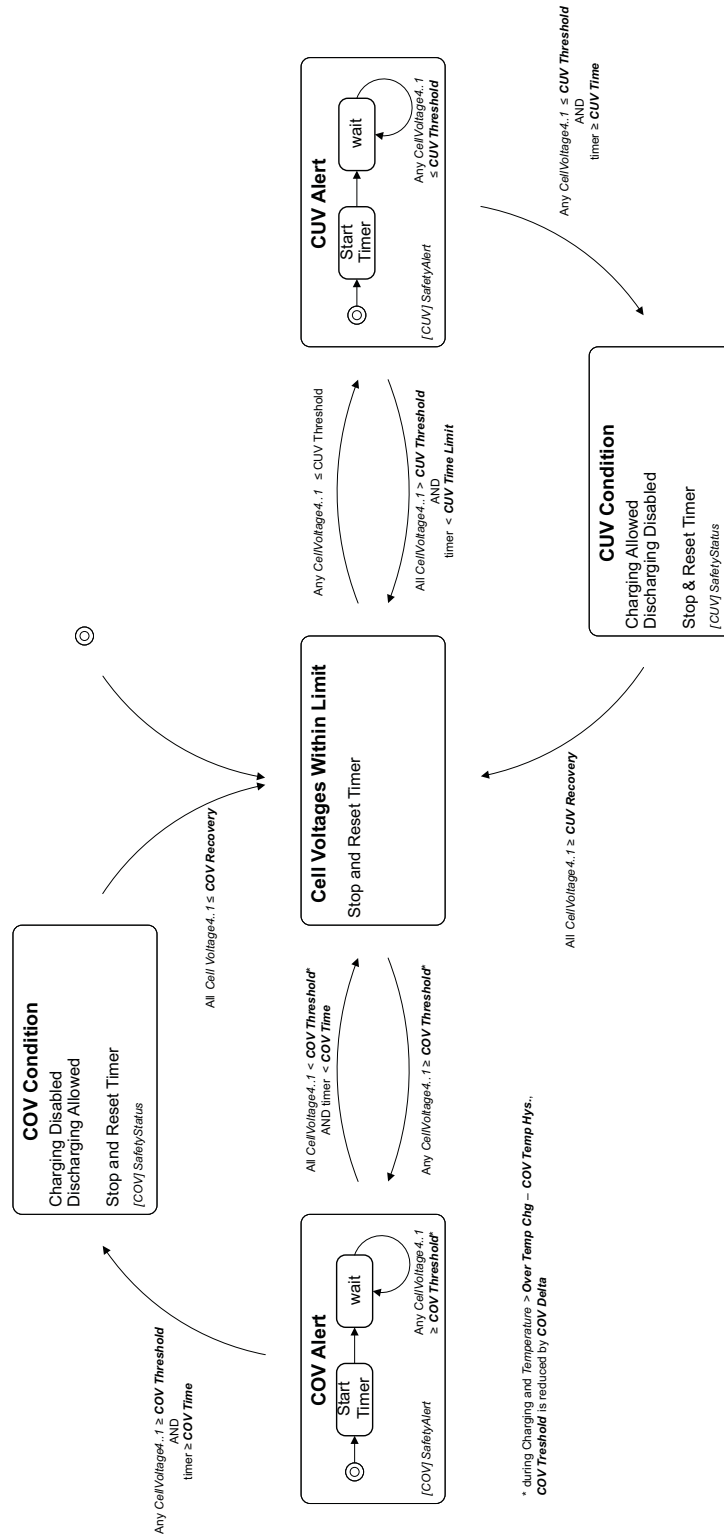 COV Condition
Charging Disabled
Discharging Allowed
Stop and Reset Timer
[COV] SafetyStatus
Any CellVoltage4..1 ≥ COV Threshold
AND
timer ≥ COV Time
All Cell Voltage4..1 ≤ COV Recovery
COV Alert
Start
Timer
wait
Any CellVoltage4..1
≥ COV Threshold*
[COV] SafetyAlert
All CellVoltage4..1 < COV Threshold*
AND timer < COV Time
Any CellVoltage4..1 ≥ COV Threshold*
Cell Voltages Within Limit
Stop and Reset Timer
Any CellVoltage4..1 ≤ CUV Threshold
All CellVoltage4..1 > CUV Threshold
AND
timer < CUV Time Limit
CUV Alert
Start
Timer
wait
Any CellVoltage4..1
≤ CUV Threshold
[CUV] SafetyAlert
Any CellVoltage4..1 ≤ CUV Threshold
AND
timer ≥ CUV Time
All CellVoltage4..1 ≥ CUV Recovery
CUV Condition
Charging Allowed
Discharging Disabled
Stop & Reset Timer
[CUV] SafetyStatus
* during Charging and Temperature > Over Temp Chg – COV Temp Hys.,
COV Treshold is reduced by COV Delta